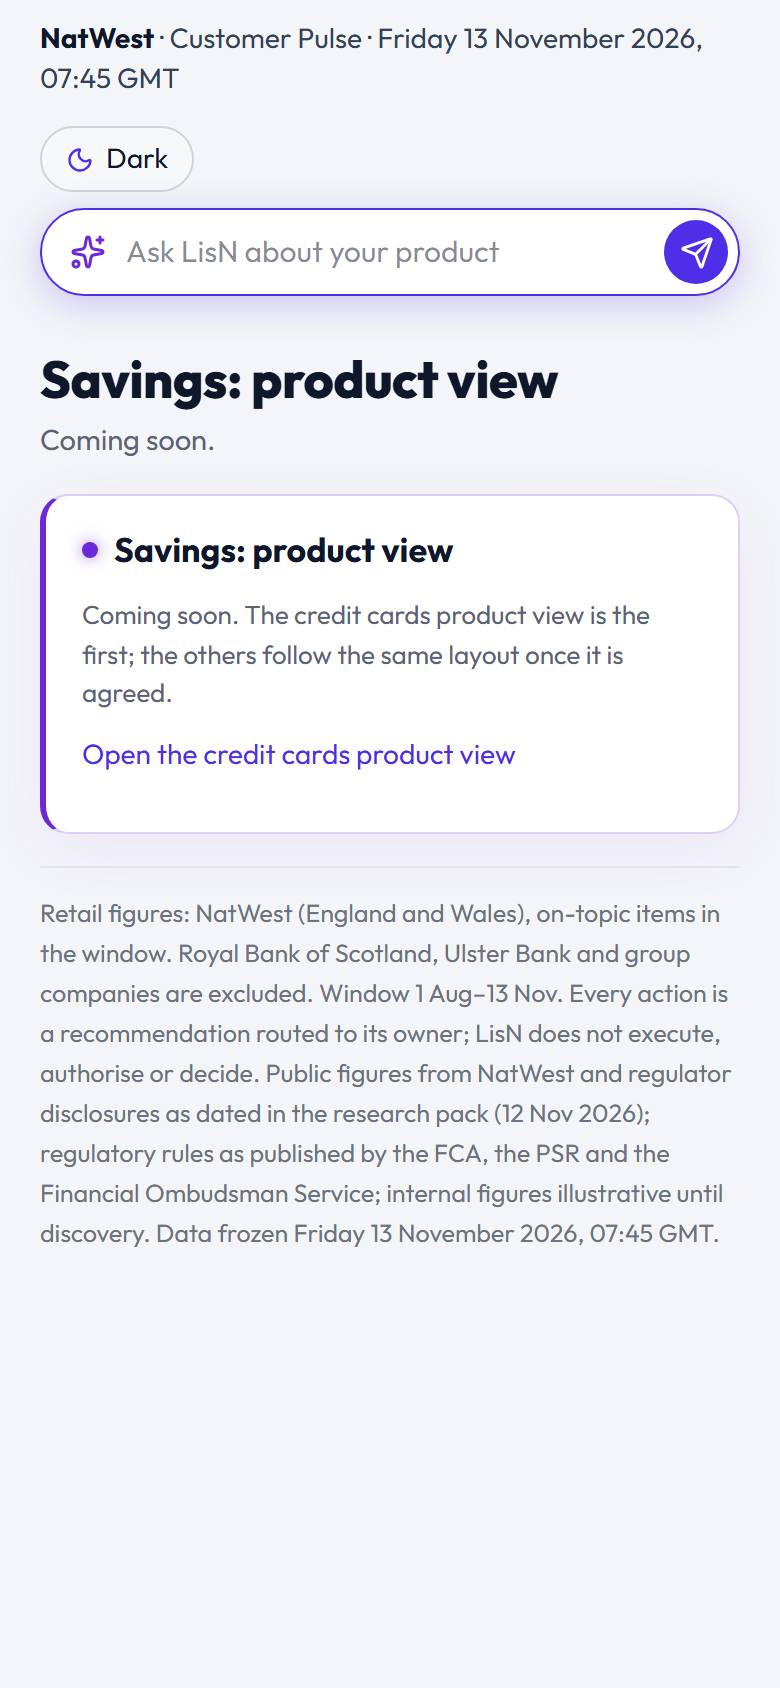 NatWest · Customer Pulse · Friday 13 November 2026,
07:45 GMT
Dark
Ask LisN about your product
Savings: product view
Coming soon.
Savings: product view
Coming soon. The credit cards product view is the
first; the others follow the same layout once it is
agreed.
Open the credit cards product view
Retail figures: NatWest (England and Wales), on-topic items in
the window. Royal Bank of Scotland, Ulster Bank and group
companies are excluded. Window 1 Aug–13 Nov. Every action is
a recommendation routed to its owner; LisN does not execute,
authorise or decide. Public figures from NatWest and regulator
disclosures as dated in the research pack (12 Nov 2026);
regulatory rules as published by the FCA, the PSR and the
Financial Ombudsman Service; internal figures illustrative until
discovery. Data frozen Friday 13 November 2026, 07:45 GMT.